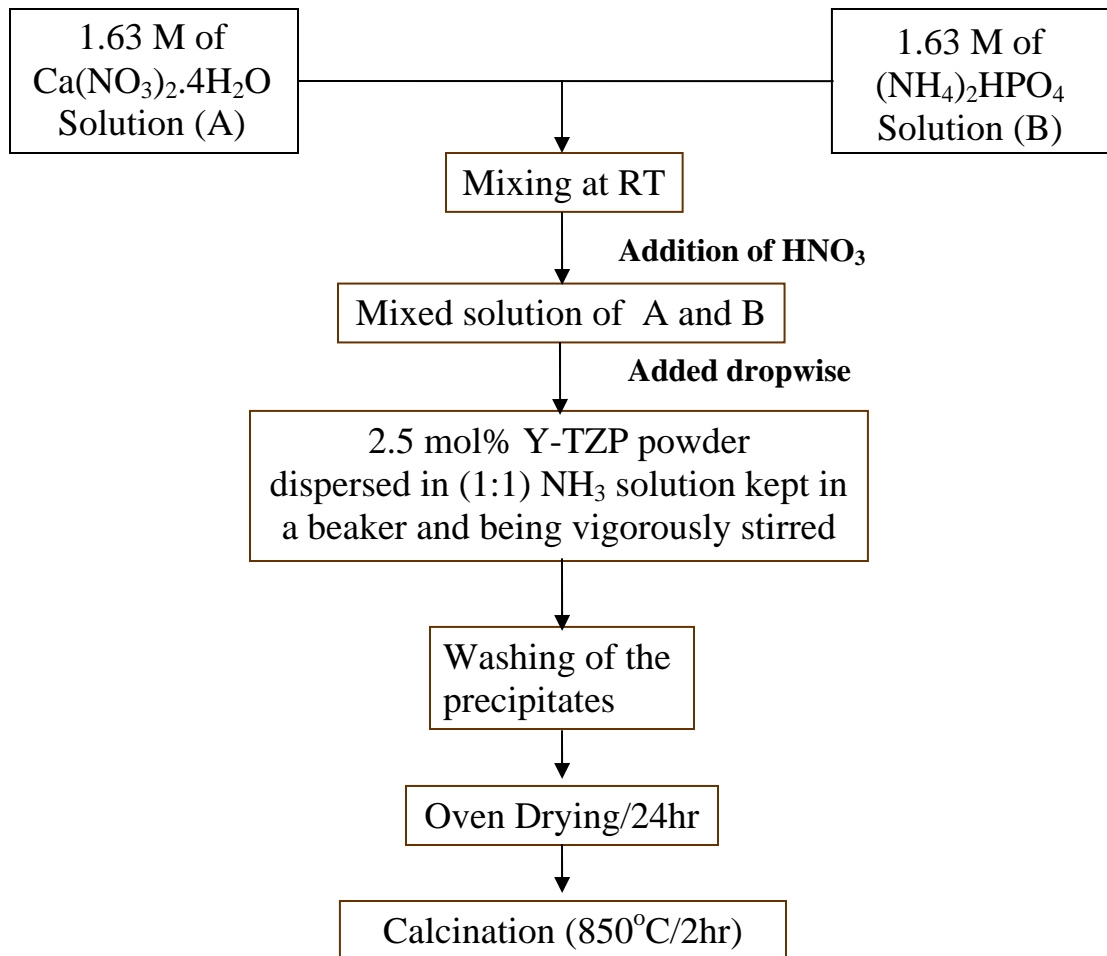 1.63 M of
Ca(NO₃)₂.4H₂O
Solution (A)
1.63 M of
(NH₄)₂HPO₄
Solution (B)
Mixing at RT
Addition of HNO₃
Mixed solution of A and B
Added dropwise
2.5 mol% Y-TZP powder
dispersed in (1:1) NH₃ solution kept in
a beaker and being vigorously stirred
Washing of the
precipitates
Oven Drying/24hr
Calcination (850°C/2hr)